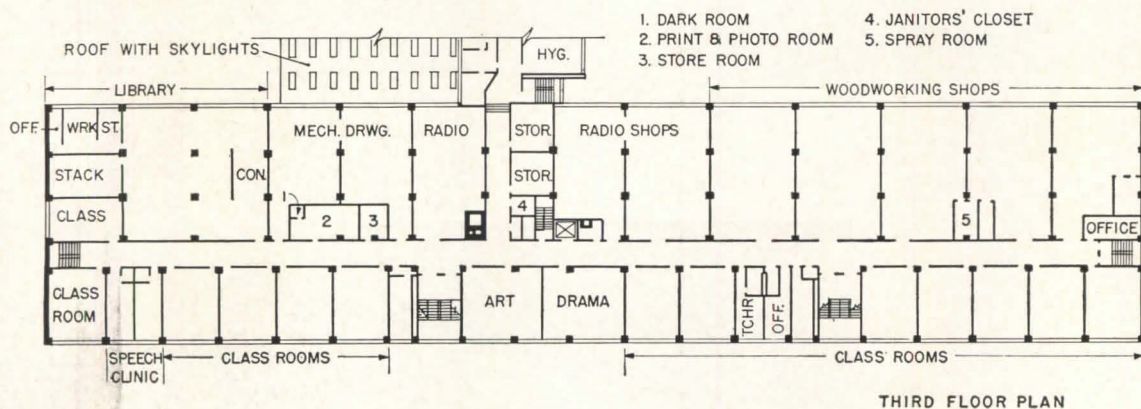 1. DARK ROOM
2. PRINT & PHOTO ROOM
3. STORE ROOM
4. JANITORS' CLOSET
5. SPRAY ROOM
ROOF WITH SKYLIGHTS
HYG.
LIBRARY
WOODWORKING SHOPS
OFF.
WRK. ST.
MECH. DRWG.
RADIO
STOR.
RADIO SHOPS
STACK
CON.
STOR.
1
CLASS
2
3
4
5
OFFICE
CLASS
ROOM
ART
DRAMA
TCHR.
OFF.
SPEECH
CLINIC
CLASS ROOMS
CLASS ROOMS
THIRD FLOOR PLAN